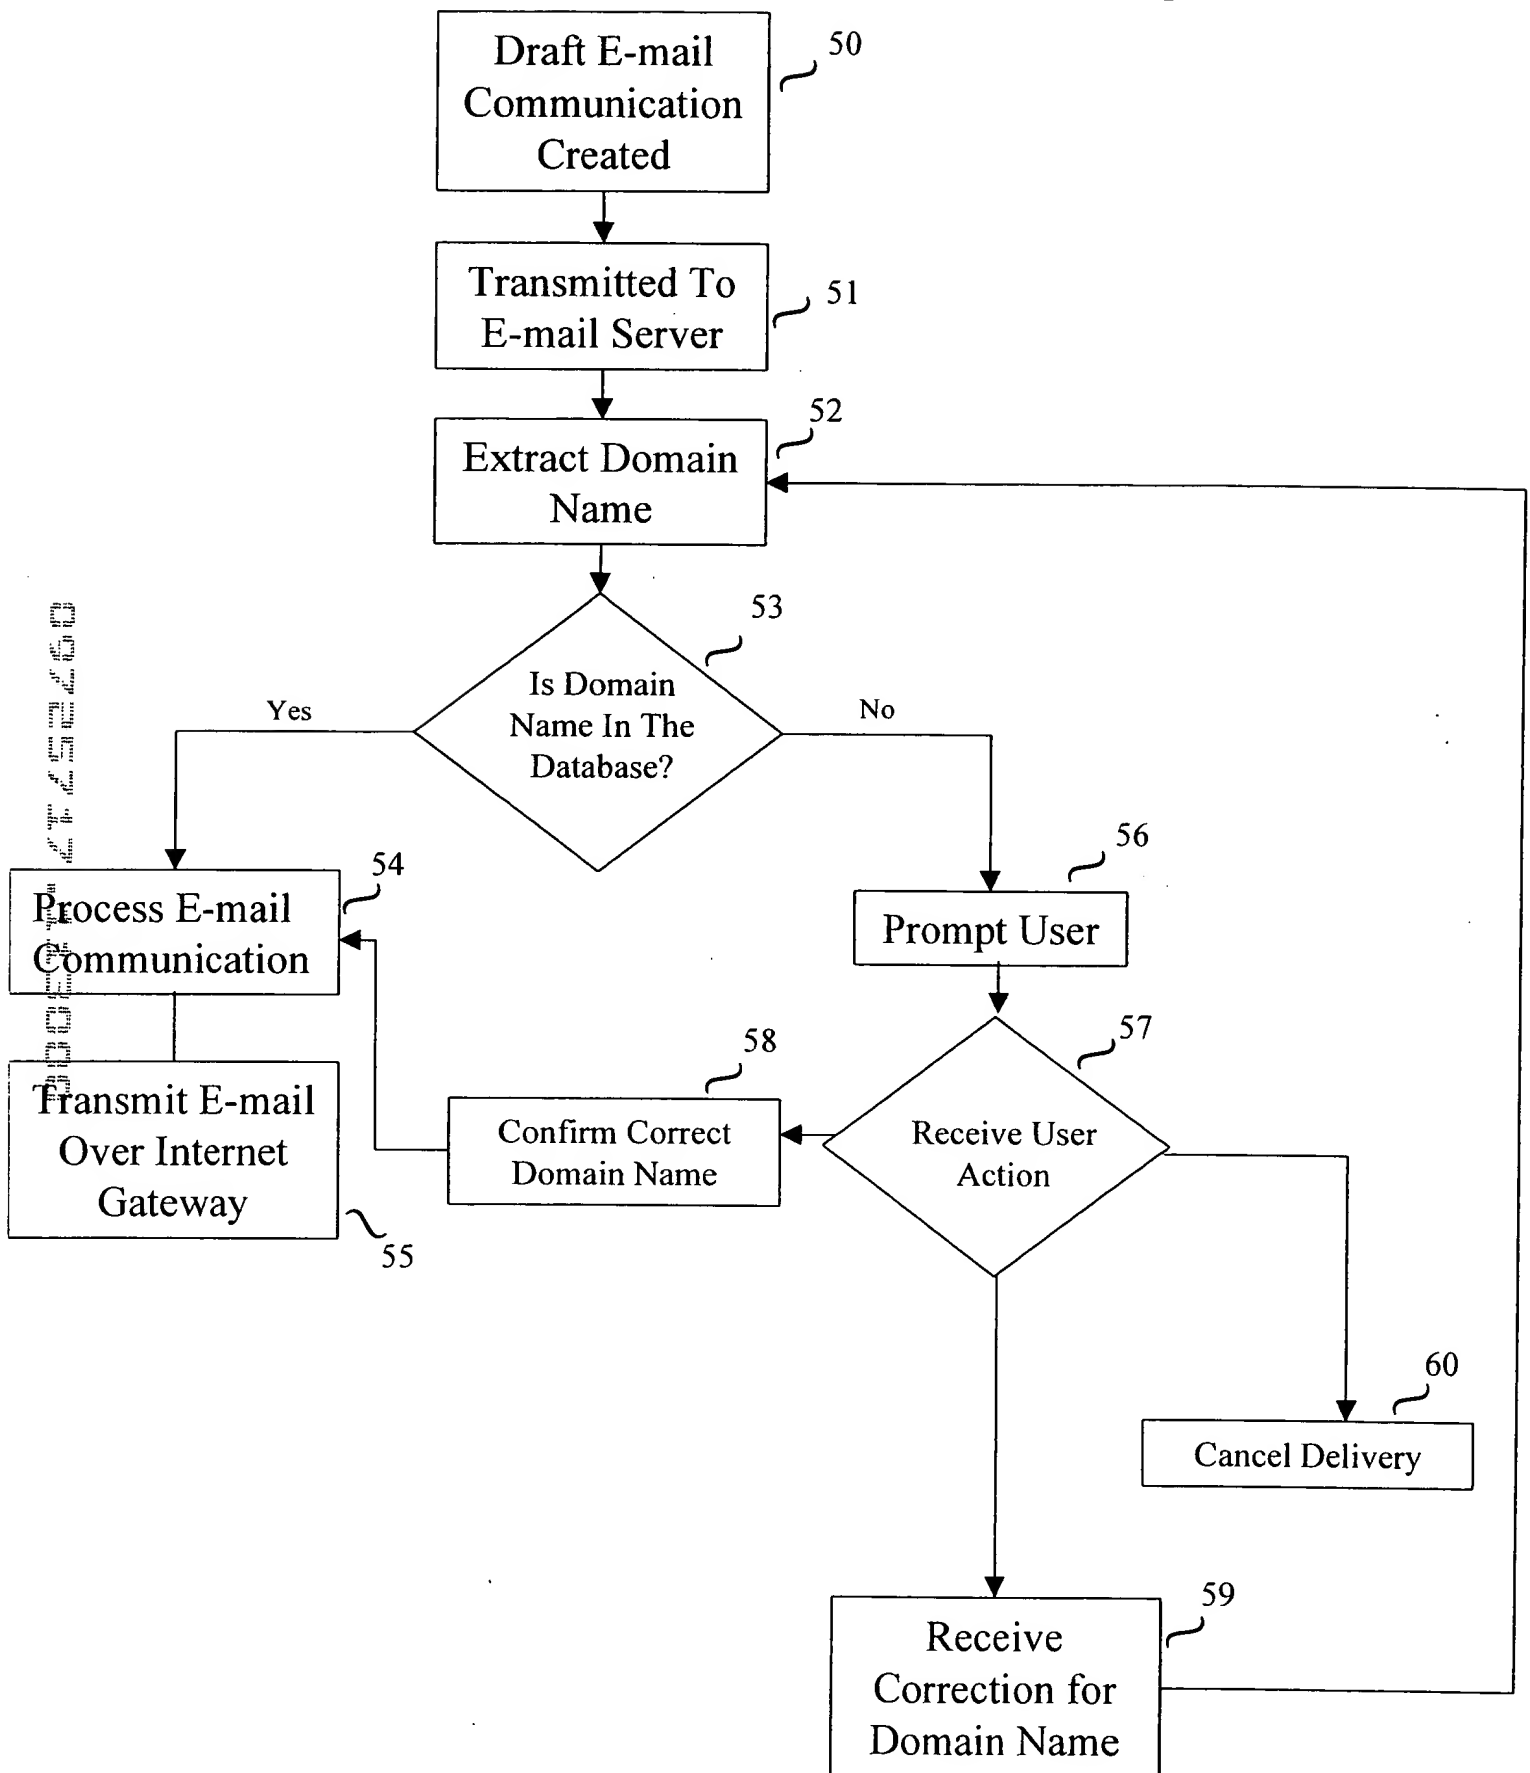 Draft E-mail
Communication
Created
50
Transmitted To
E-mail Server
51
52
Extract Domain
Name
53
Is Domain
Name In The
Database?
Yes
No
54
Process E-mail
Communication
56
Prompt User
57
Receive User
Action
58
Confirm Correct
Domain Name
Transmit E-mail
Over Internet
Gateway
55
60
Cancel Delivery
59
Receive
Correction for
Domain Name